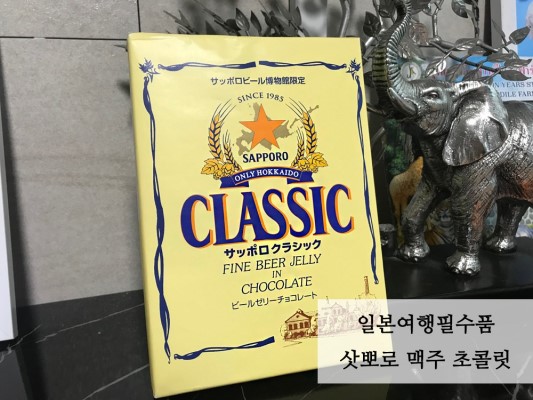 サッポロビール博物館限定
SINCE 1985
SAPPORO
ONLY HOKKAIDO
CLASSIC
サッポロクラシック
FINE BEER JELLY
IN
CHOCOLATE
ビールゼリーチョコレート
일본여행필수품
삿뽀로 맥주 초콜릿